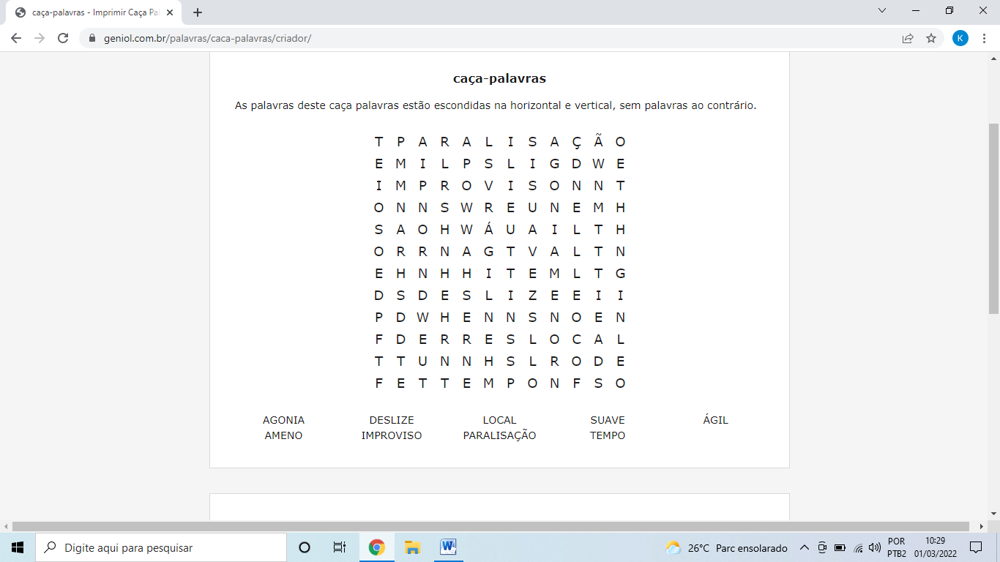 caça-palavras - Imprimir Caça Pa
geniol.com.br/palavras/caca-palavras/criador/
K
caça-palavras
As palavras deste caça palavras estão escondidas na horizontal e vertical, sem palavras ao contrário.
T P A R A L I S A Ç Ã O
E M I L P S L I G D W E
I M P R O V I S O N N T
O N N S W R E U N E M H
S A O H W Á U A I L T H
O R R N A G T V A L T N
E H N H H I T E M L T G
D S D E S L I Z E E I I
P D W H E N N S N O E N
F D E R R E S L O C A L
T T U N N H S L R O D E
F E T T E M P O N F S O
AGONIA DESLIZE LOCAL SUAVE ÁGIL
AMENO IMPROVISO PARALISAÇÃO TEMPO
Digite aqui para pesquisar
26°C Parc ensolarado
POR
PTB2
10:29
01/03/2022